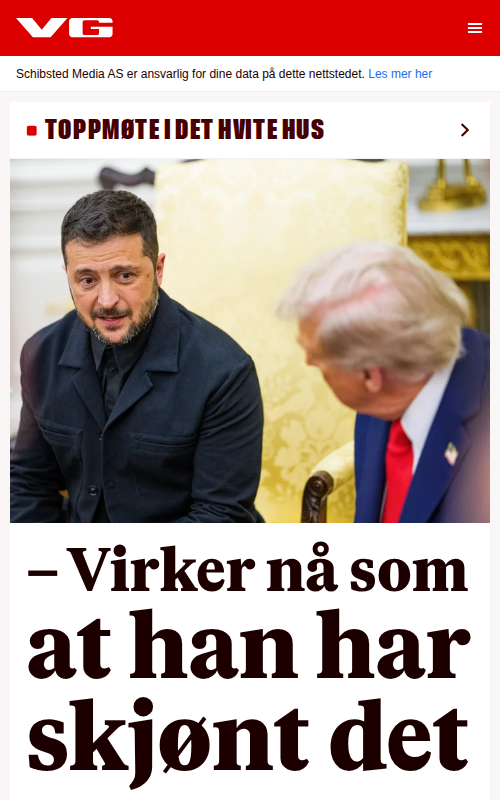 VG
Schibsted Media AS er ansvarlig for dine data på dette nettstedet. Les mer her
TOPPMØTE I DET HVITE HUS
– Virker nå som
at han har
skjønt det